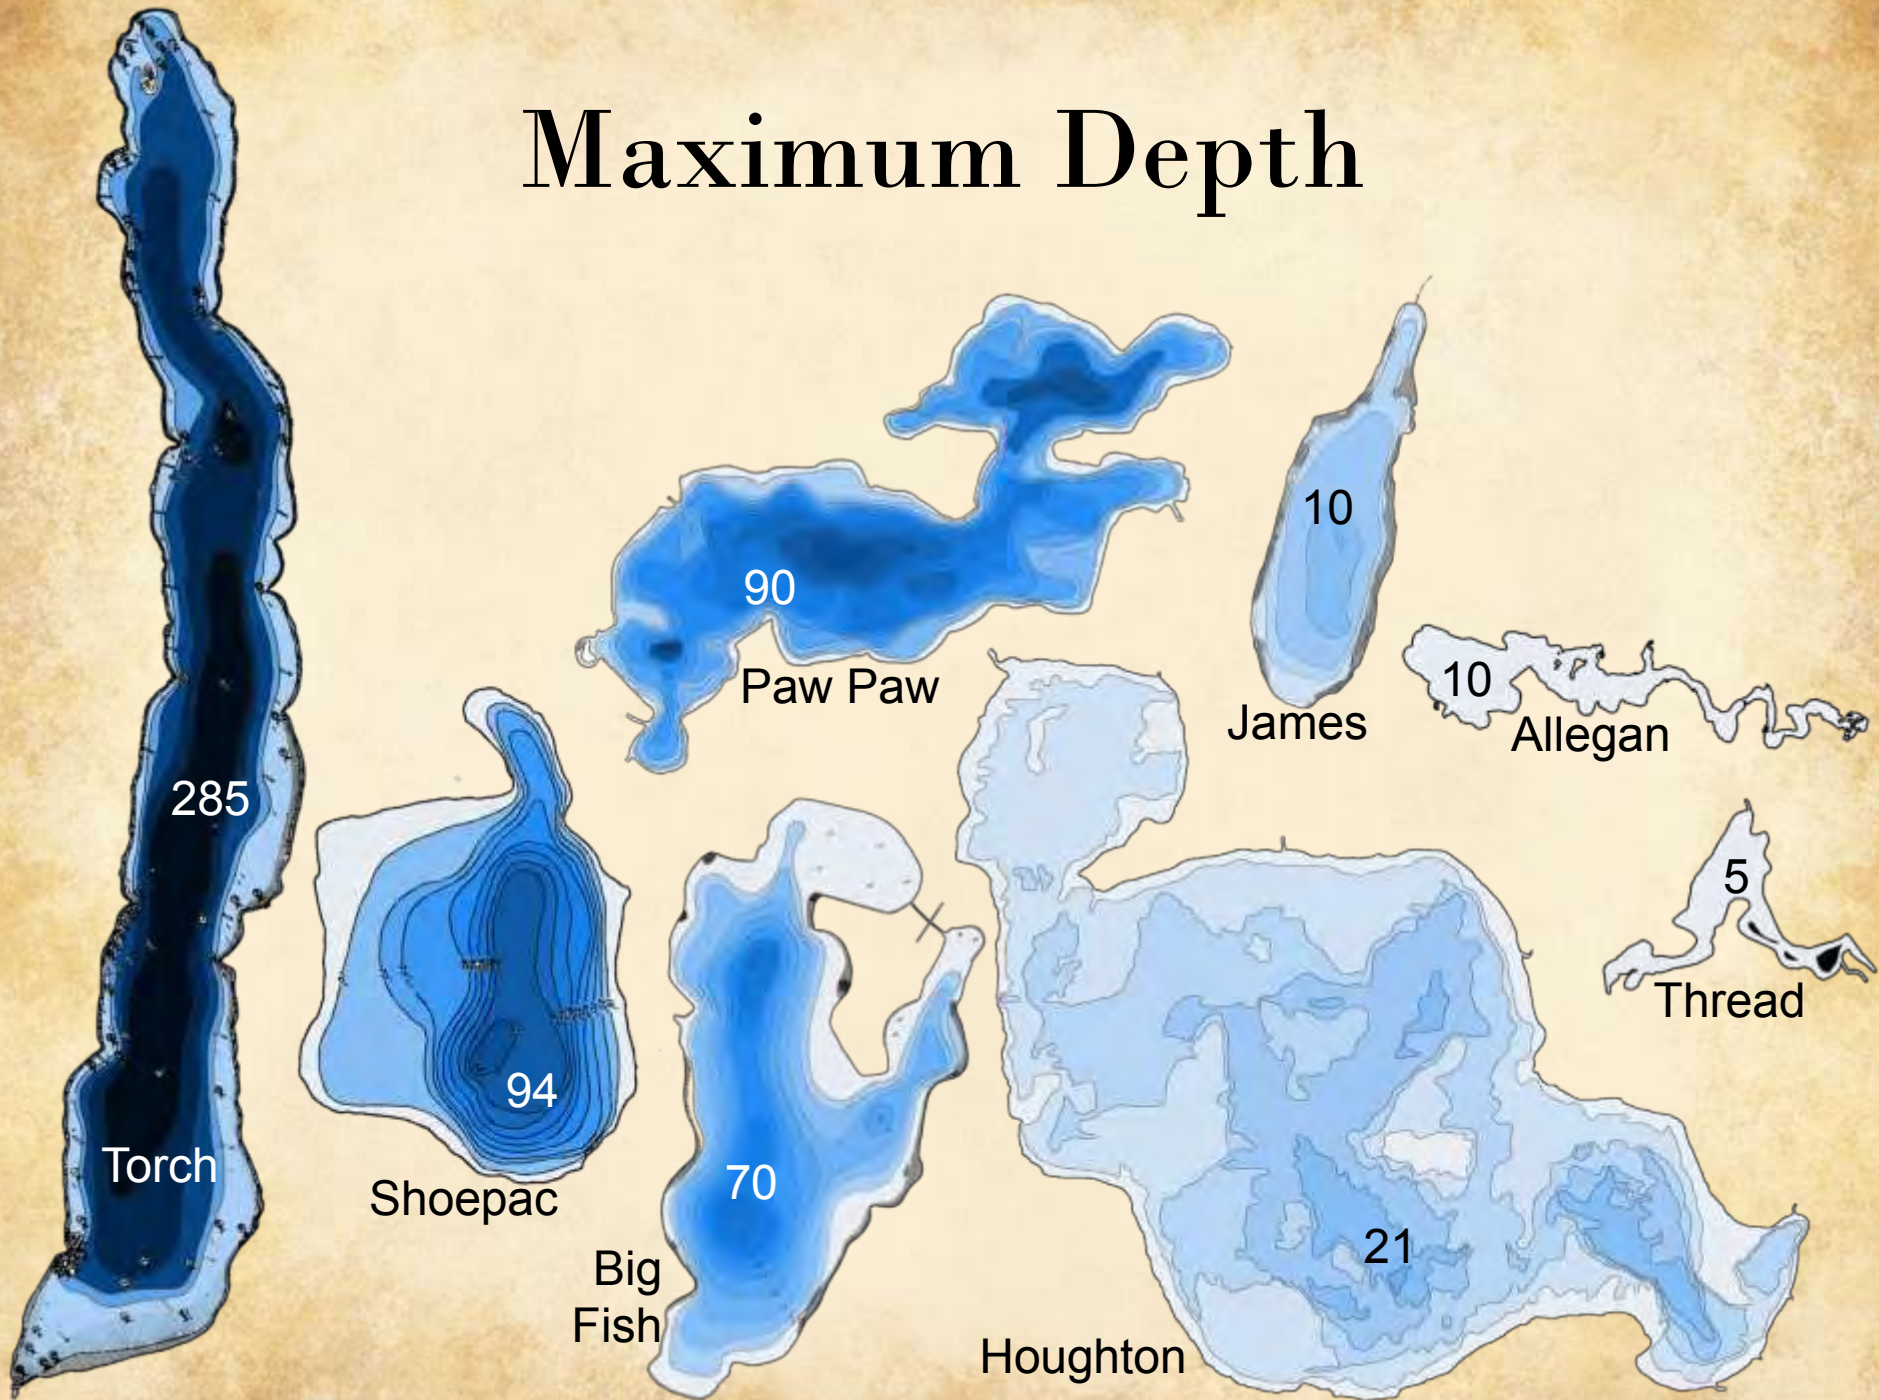 Maximum Depth
285
Torch
90
Paw Paw
10
James
10
Allegan
5
Thread
94
Shoepac
70
Big
Fish
21
Houghton